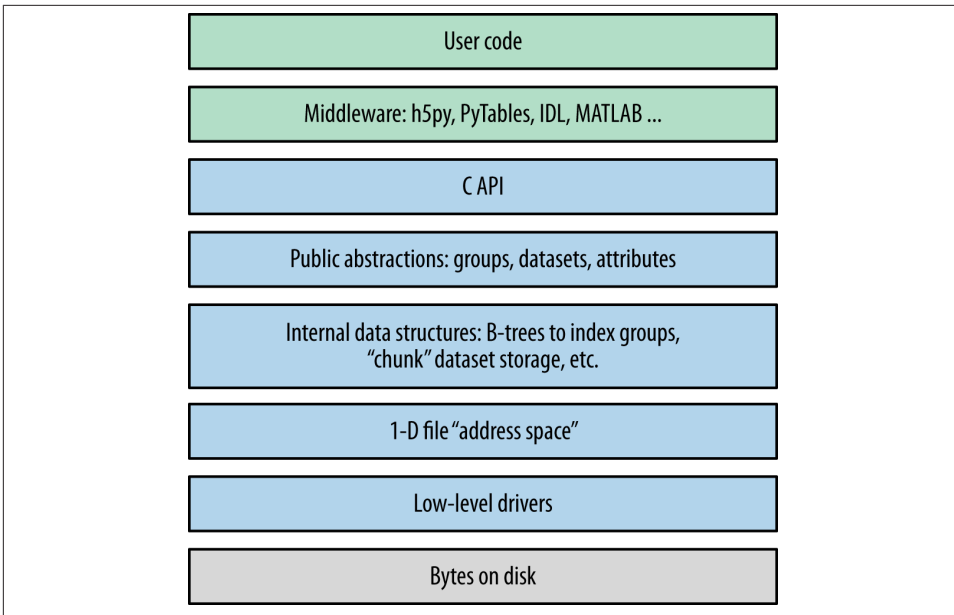 User code
Middleware: h5py, PyTables, IDL, MATLAB ...
C API
Public abstractions: groups, datasets, attributes
Internal data structures: B-trees to index groups,
“chunk” dataset storage, etc.
1-D file “address space”
Low-level drivers
Bytes on disk